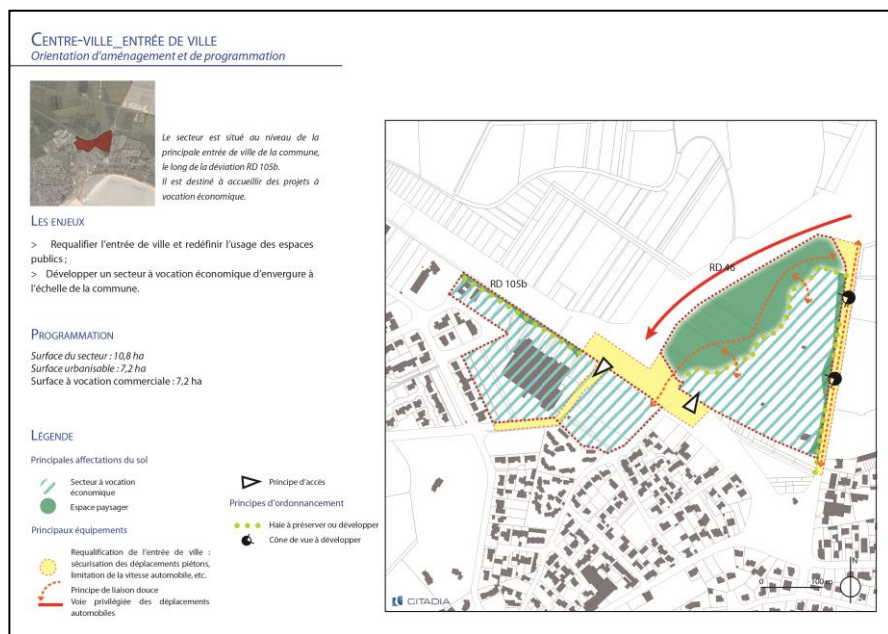 CENTRE-VILLE_ENTRÉE DE VILLE
Orientation d'aménagement et de programmation
Le secteur est situé au niveau de la
principale entrée de ville de la commune,
le long de la déviation RD 105b.
Il est destiné à accueillir des projets à
vocation économique.
LES ENJEUX
> Requalifier l'entrée de ville et redéfinir l'usage des espaces
publics ;
> Développer un secteur à vocation économique d'envergure à
l'échelle de la commune.
PROGRAMMATION
Surface du secteur : 10,8 ha
Surface urbanisable : 7,2 ha
Surface à vocation commerciale : 7,2 ha
LÉGENDE
Principales affectations du sol
Secteur à vocation
économique
Espace paysager
Principaux équipements
Requalification de l'entrée de ville :
sécurisation des déplacements piétons,
limitation de la vitesse automobile, etc.
Principe de liaison douce
Voie privilégiée des déplacements
automobiles
Principe d'accès
Principes d'ordonnancement
Haie à préserver ou développer
Cône de vue à développer
RD 105b
RD 46
CITADIA
0 100 m
N